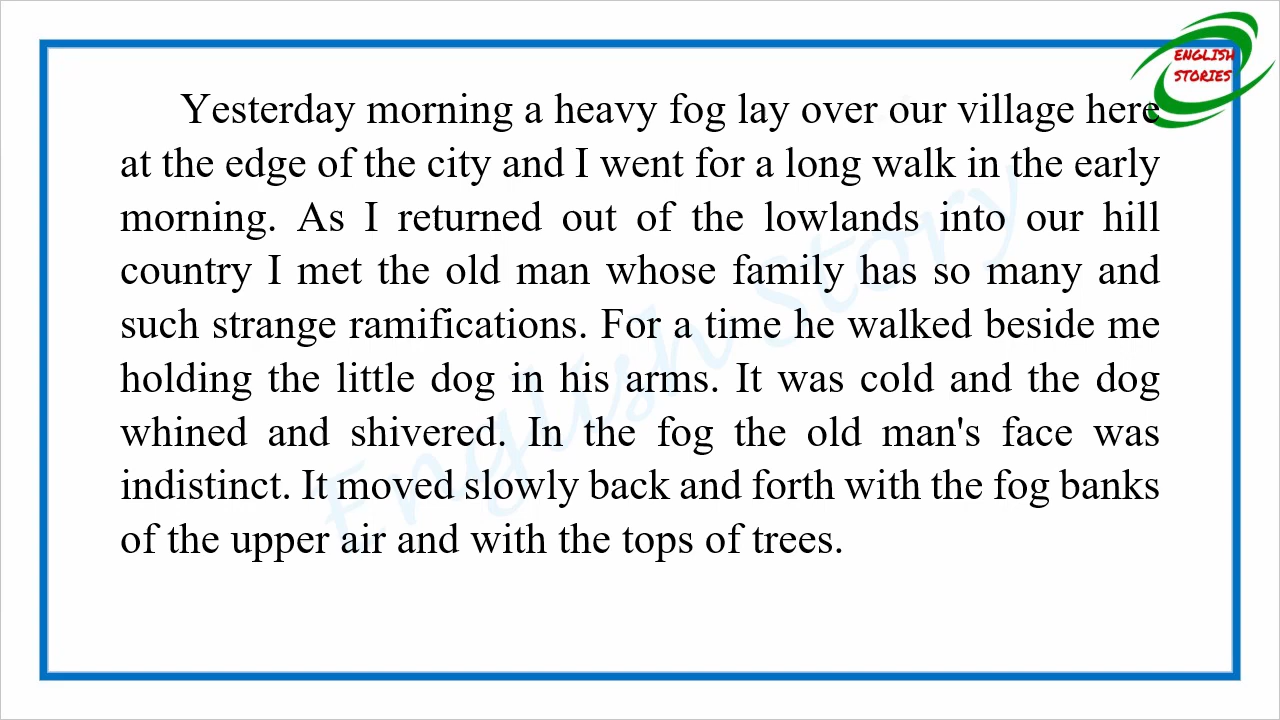 ENGLISH
STORIES
Yesterday morning a heavy fog lay over our village here
at the edge of the city and I went for a long walk in the early
morning. As I returned out of the lowlands into our hill
country I met the old man whose family has so many and
such strange ramifications. For a time he walked beside me
holding the little dog in his arms. It was cold and the dog
whined and shivered. In the fog the old man's face was
indistinct. It moved slowly back and forth with the fog banks
of the upper air and with the tops of trees.
English Story